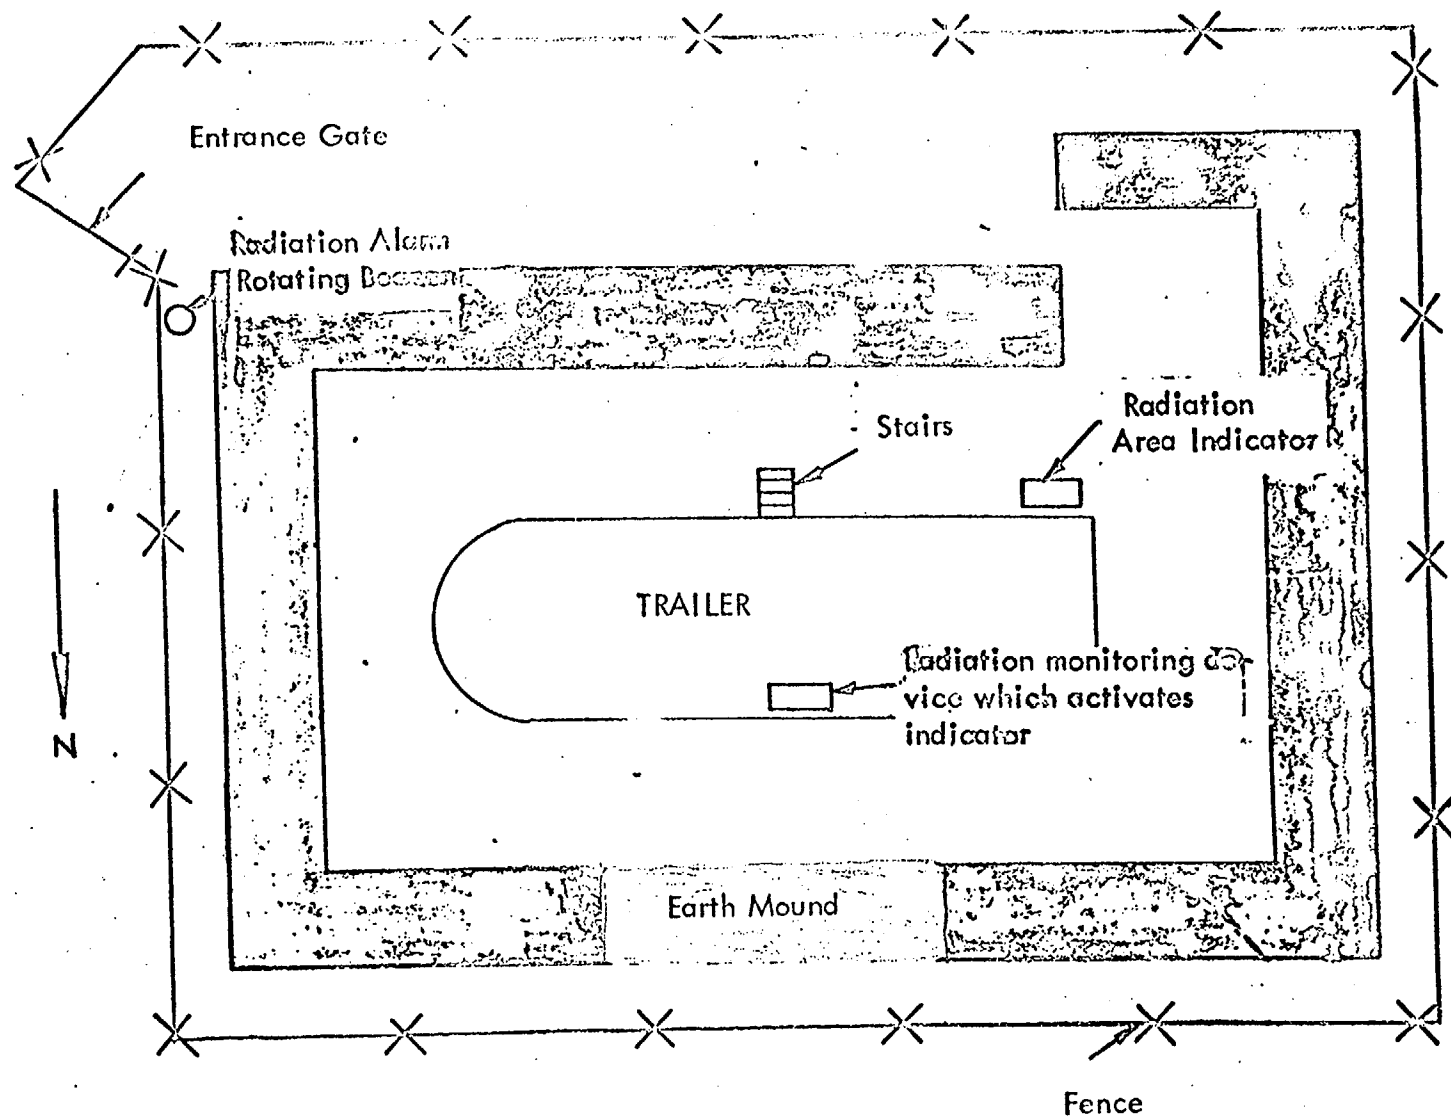 Entrance Gate
Radiation Alarm
Rotating Beacon
Stairs
Radiation
Area Indicator
TRAILER
Radiation monitoring de-
vice which activates
indicator
N
Earth Mound
Fence